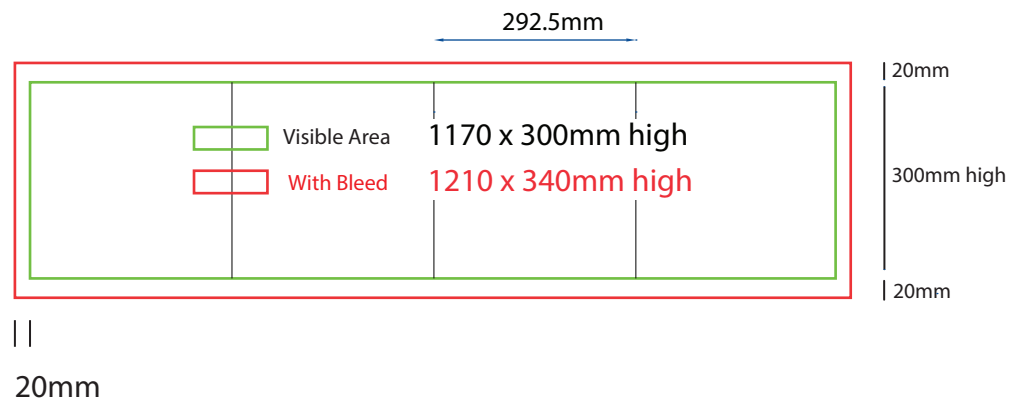 292.5mm
20mm
Visible Area 1170 x 300mm high
With Bleed 1210 x 340mm high
300mm high
20mm
20mm